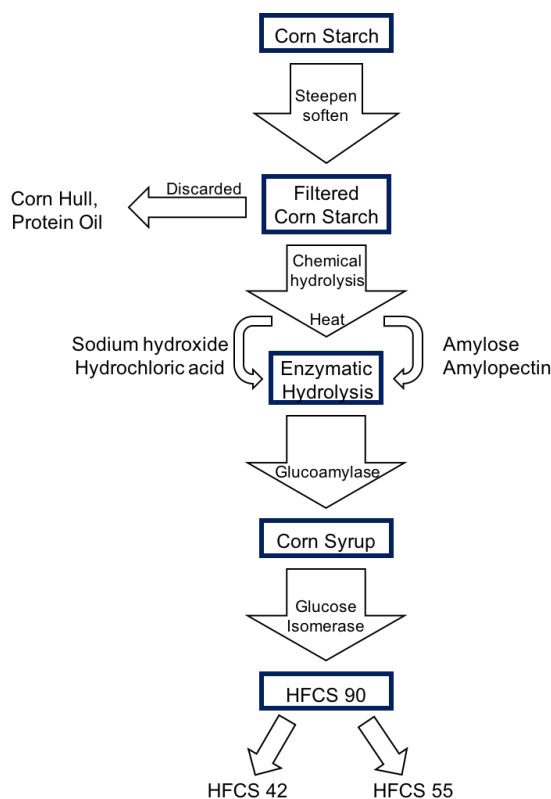 Corn Starch
Steepen
soften
Discarded
Corn Hull,
Protein Oil
Filtered
Corn Starch
Chemical
hydrolysis
Heat
Sodium hydroxide
Hydrochloric acid
Amylose
Amylopectin
Enzymatic
Hydrolysis
Glucoamylase
Corn Syrup
Glucose
Isomerase
HFCS 90
HFCS 42
HFCS 55